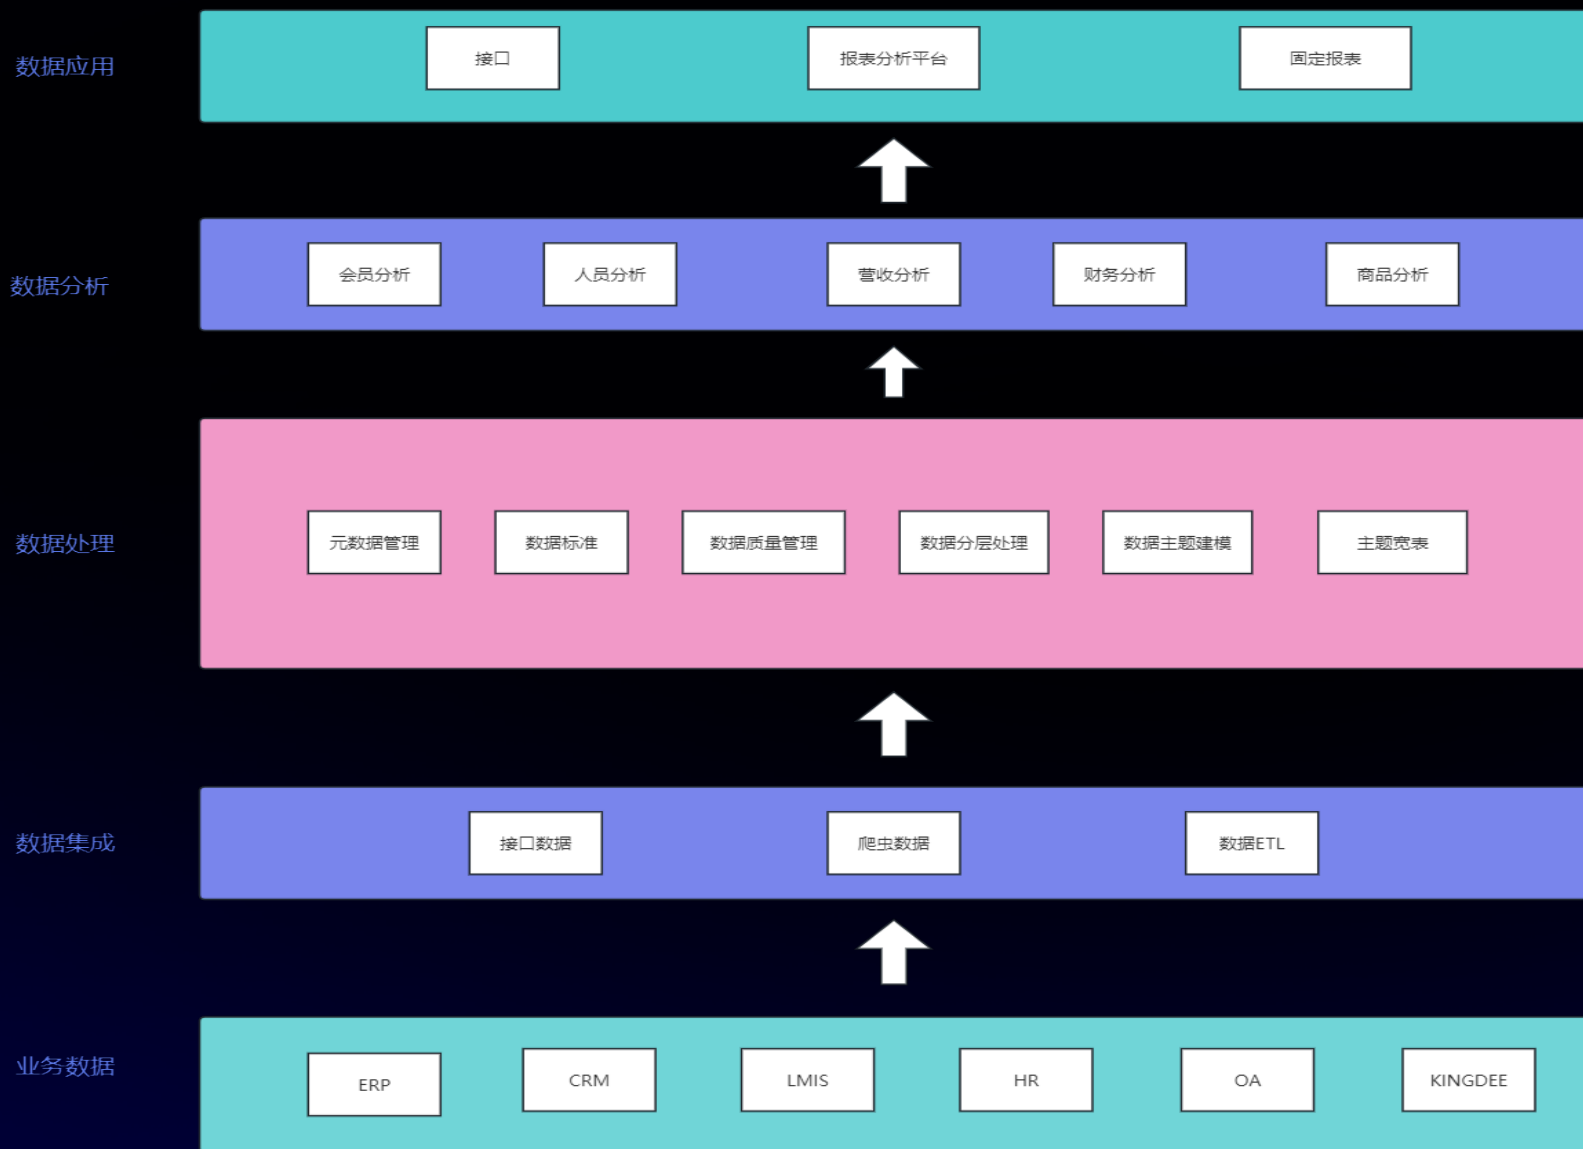 数据应用
接口
报表分析平台
固定报表
数据分析
会员分析
人员分析
营收分析
财务分析
商品分析
数据处理
元数据管理
数据标准
数据质量管理
数据分层处理
数据主题建模
主题宽表
数据集成
接口数据
爬虫数据
数据ETL
业务数据
ERP
CRM
LMIS
HR
OA
KINGDEE